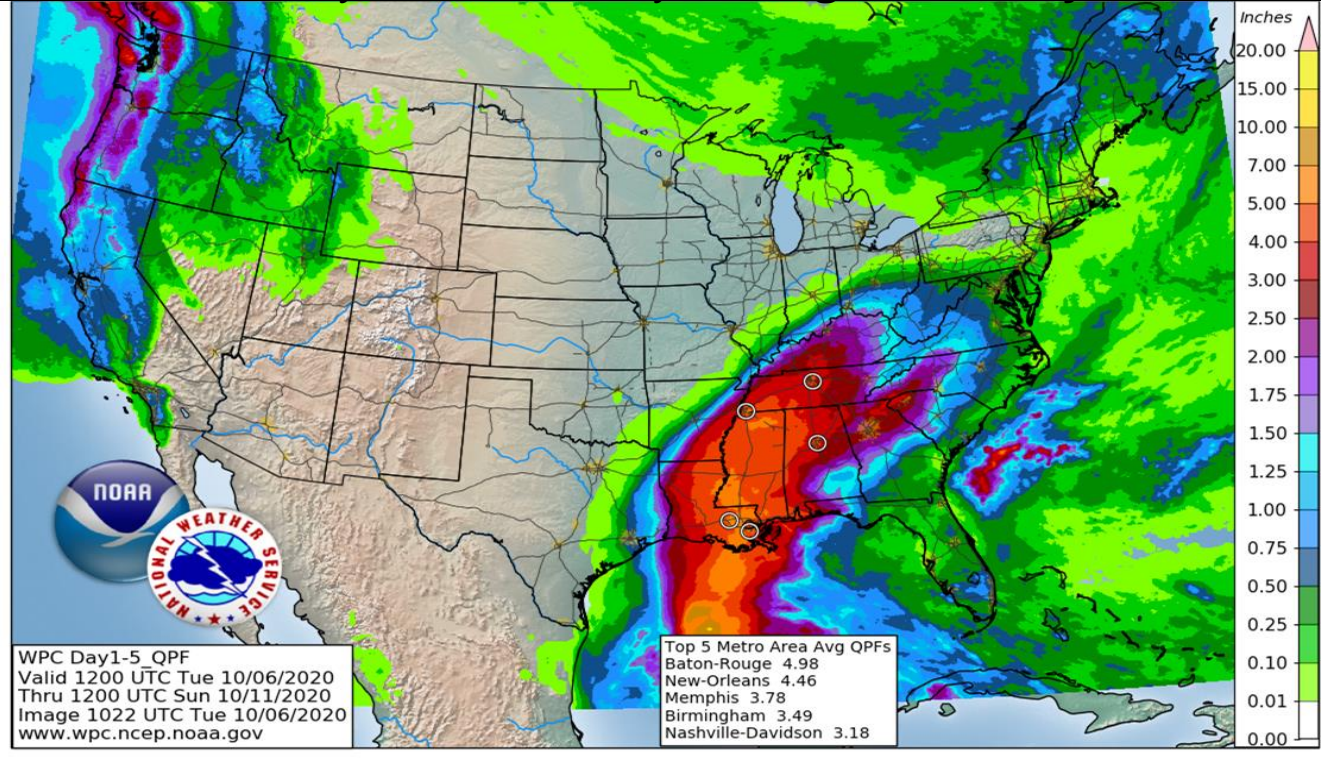 Inches
20.00
15.00
10.00
7.00
5.00
4.00
3.00
2.50
2.00
1.75
1.50
1.25
1.00
0.75
0.50
0.25
0.10
0.01
0.00
NOAA
NATIONAL WEATHER SERVICE
WPC Day1-5_QPF
Valid 1200 UTC Tue 10/06/2020
Thru 1200 UTC Sun 10/11/2020
Image 1022 UTC Tue 10/06/2020
www.wpc.ncep.noaa.gov
Top 5 Metro Area Avg QPFs
Baton-Rouge 4.98
New-Orleans 4.46
Memphis 3.78
Birmingham 3.49
Nashville-Davidson 3.18